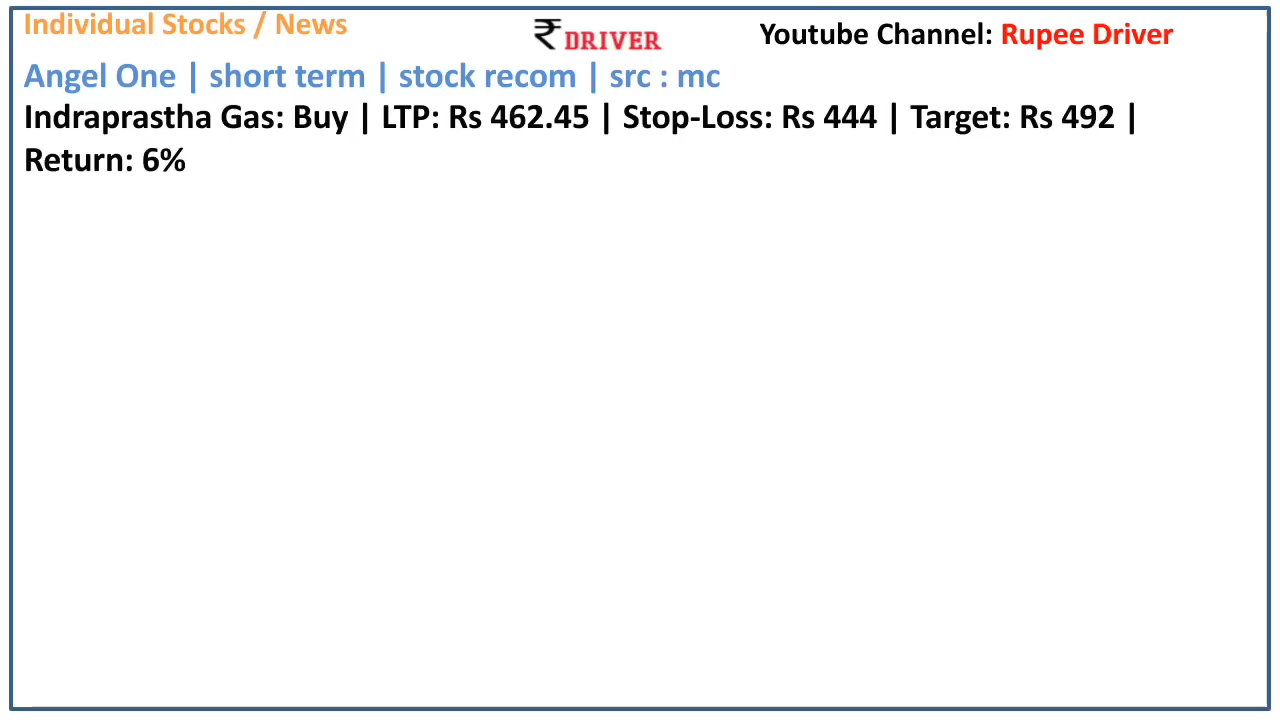 Individual Stocks / News
₹ DRIVER
Youtube Channel: Rupee Driver
Angel One | short term | stock recom | src : mc
Indraprastha Gas: Buy | LTP: Rs 462.45 | Stop-Loss: Rs 444 | Target: Rs 492 |
Return: 6%